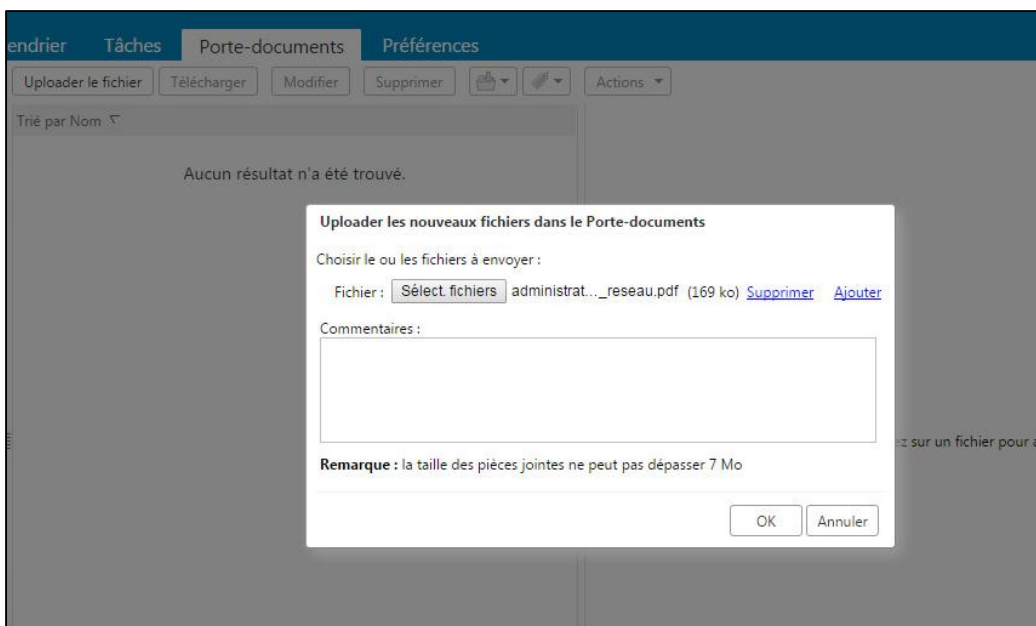 endrier Tâches Porte-documents Préférences
Uploader le fichier Télécharger Modifier Supprimer Actions
Trié par Nom
Aucun résultat n'a été trouvé.
Uploader les nouveaux fichiers dans le Porte-documents
Choisir le ou les fichiers à envoyer :
Fichier : Sélect. fichiers administrat..._reseau.pdf (169 ko) Supprimer Ajouter
Commentaires :
ez sur un fichier pour a
Remarque : la taille des pièces jointes ne peut pas dépasser 7 Mo
OK Annuler